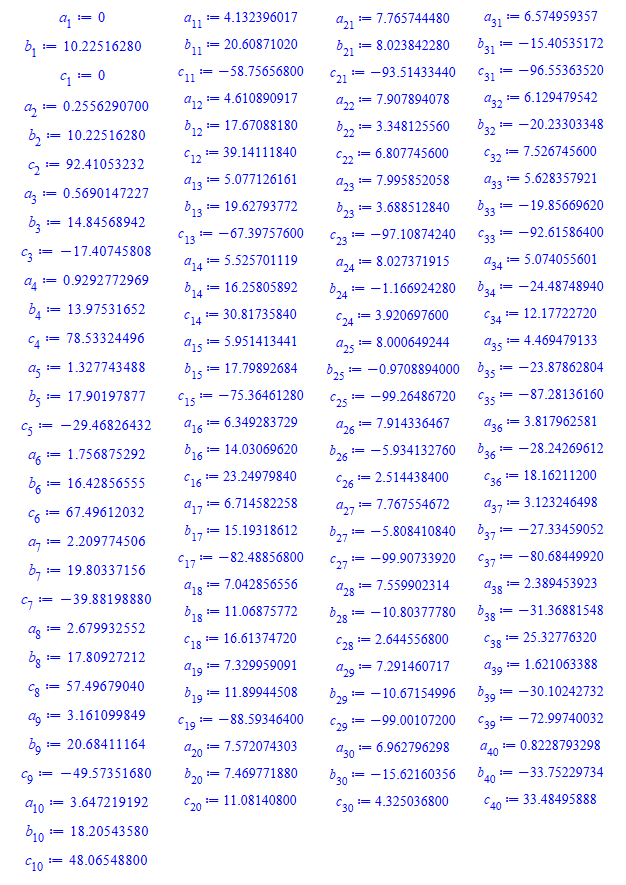 a1 := 0
b1 := 10.22516280
c1 := 0
a2 := 0.2556290700
b2 := 10.22516280
c2 := 92.41053232
a3 := 0.5690147227
b3 := 14.84568942
c3 := −17.40745808
a4 := 0.9292772969
b4 := 13.97531652
c4 := 78.53324496
a5 := 1.327743488
b5 := 17.90197877
c5 := −29.46826432
a6 := 1.756875292
b6 := 16.42856555
c6 := 67.49612032
a7 := 2.209774506
b7 := 19.80337156
c7 := −39.88198880
a8 := 2.679932552
b8 := 17.80927212
c8 := 57.49679040
a9 := 3.161099849
b9 := 20.68411164
c9 := −49.57351680
a10 := 3.647219192
b10 := 18.20543580
c10 := 48.06548800
a11 := 4.132396017
b11 := 20.60871020
c11 := −58.75656800
a12 := 4.610890917
b12 := 17.67088180
c12 := 39.14111840
a13 := 5.077126161
b13 := 19.62793772
c13 := −67.39757600
a14 := 5.525701119
b14 := 16.25805892
c14 := 30.81735840
a15 := 5.951413441
b15 := 17.79892684
c15 := −75.36461280
a16 := 6.349283729
b16 := 14.03069620
c16 := 23.24979840
a17 := 6.714582258
b17 := 15.19318612
c17 := −82.48856800
a18 := 7.042856556
b18 := 11.06875772
c18 := 16.61374720
a19 := 7.329959091
b19 := 11.89944508
c19 := −88.59346400
a20 := 7.572074303
b20 := 7.469771880
c20 := 11.08140800
a21 := 7.765744480
b21 := 8.023842280
c21 := −93.51433440
a22 := 7.907894078
b22 := 3.348125560
c22 := 6.807745600
a23 := 7.995852058
b23 := 3.688512840
c23 := −97.10874240
a24 := 8.027371915
b24 := −1.166924280
c24 := 3.920697600
a25 := 8.000649244
b25 := −0.9708894000
c25 := −99.26486720
a26 := 7.914336467
b26 := −5.934132760
c26 := 2.514438400
a27 := 7.767554672
b27 := −5.808410840
c27 := −99.90733920
a28 := 7.559902314
b28 := −10.80377780
c28 := 2.644556800
a29 := 7.291460717
b29 := −10.67154996
c29 := −99.00107200
a30 := 6.962796298
b30 := −15.62160356
c30 := 4.325036800
a31 := 6.574959357
b31 := −15.40535172
c31 := −96.55363520
a32 := 6.129479542
b32 := −20.23303348
c32 := 7.526745600
a33 := 5.628357921
b33 := −19.85669620
c33 := −92.61586400
a34 := 5.074055601
b34 := −24.48748940
c34 := 12.17722720
a35 := 4.469479133
b35 := −23.87862804
c35 := −87.28136160
a36 := 3.817962581
b36 := −28.24269612
c36 := 18.16211200
a37 := 3.123246498
b37 := −27.33459052
c37 := −80.68449920
a38 := 2.389453923
b38 := −31.36881548
c38 := 25.32776320
a39 := 1.621063388
b39 := −30.10242732
c39 := −72.99740032
a40 := 0.8228793298
b40 := −33.75229734
c40 := 33.48495888